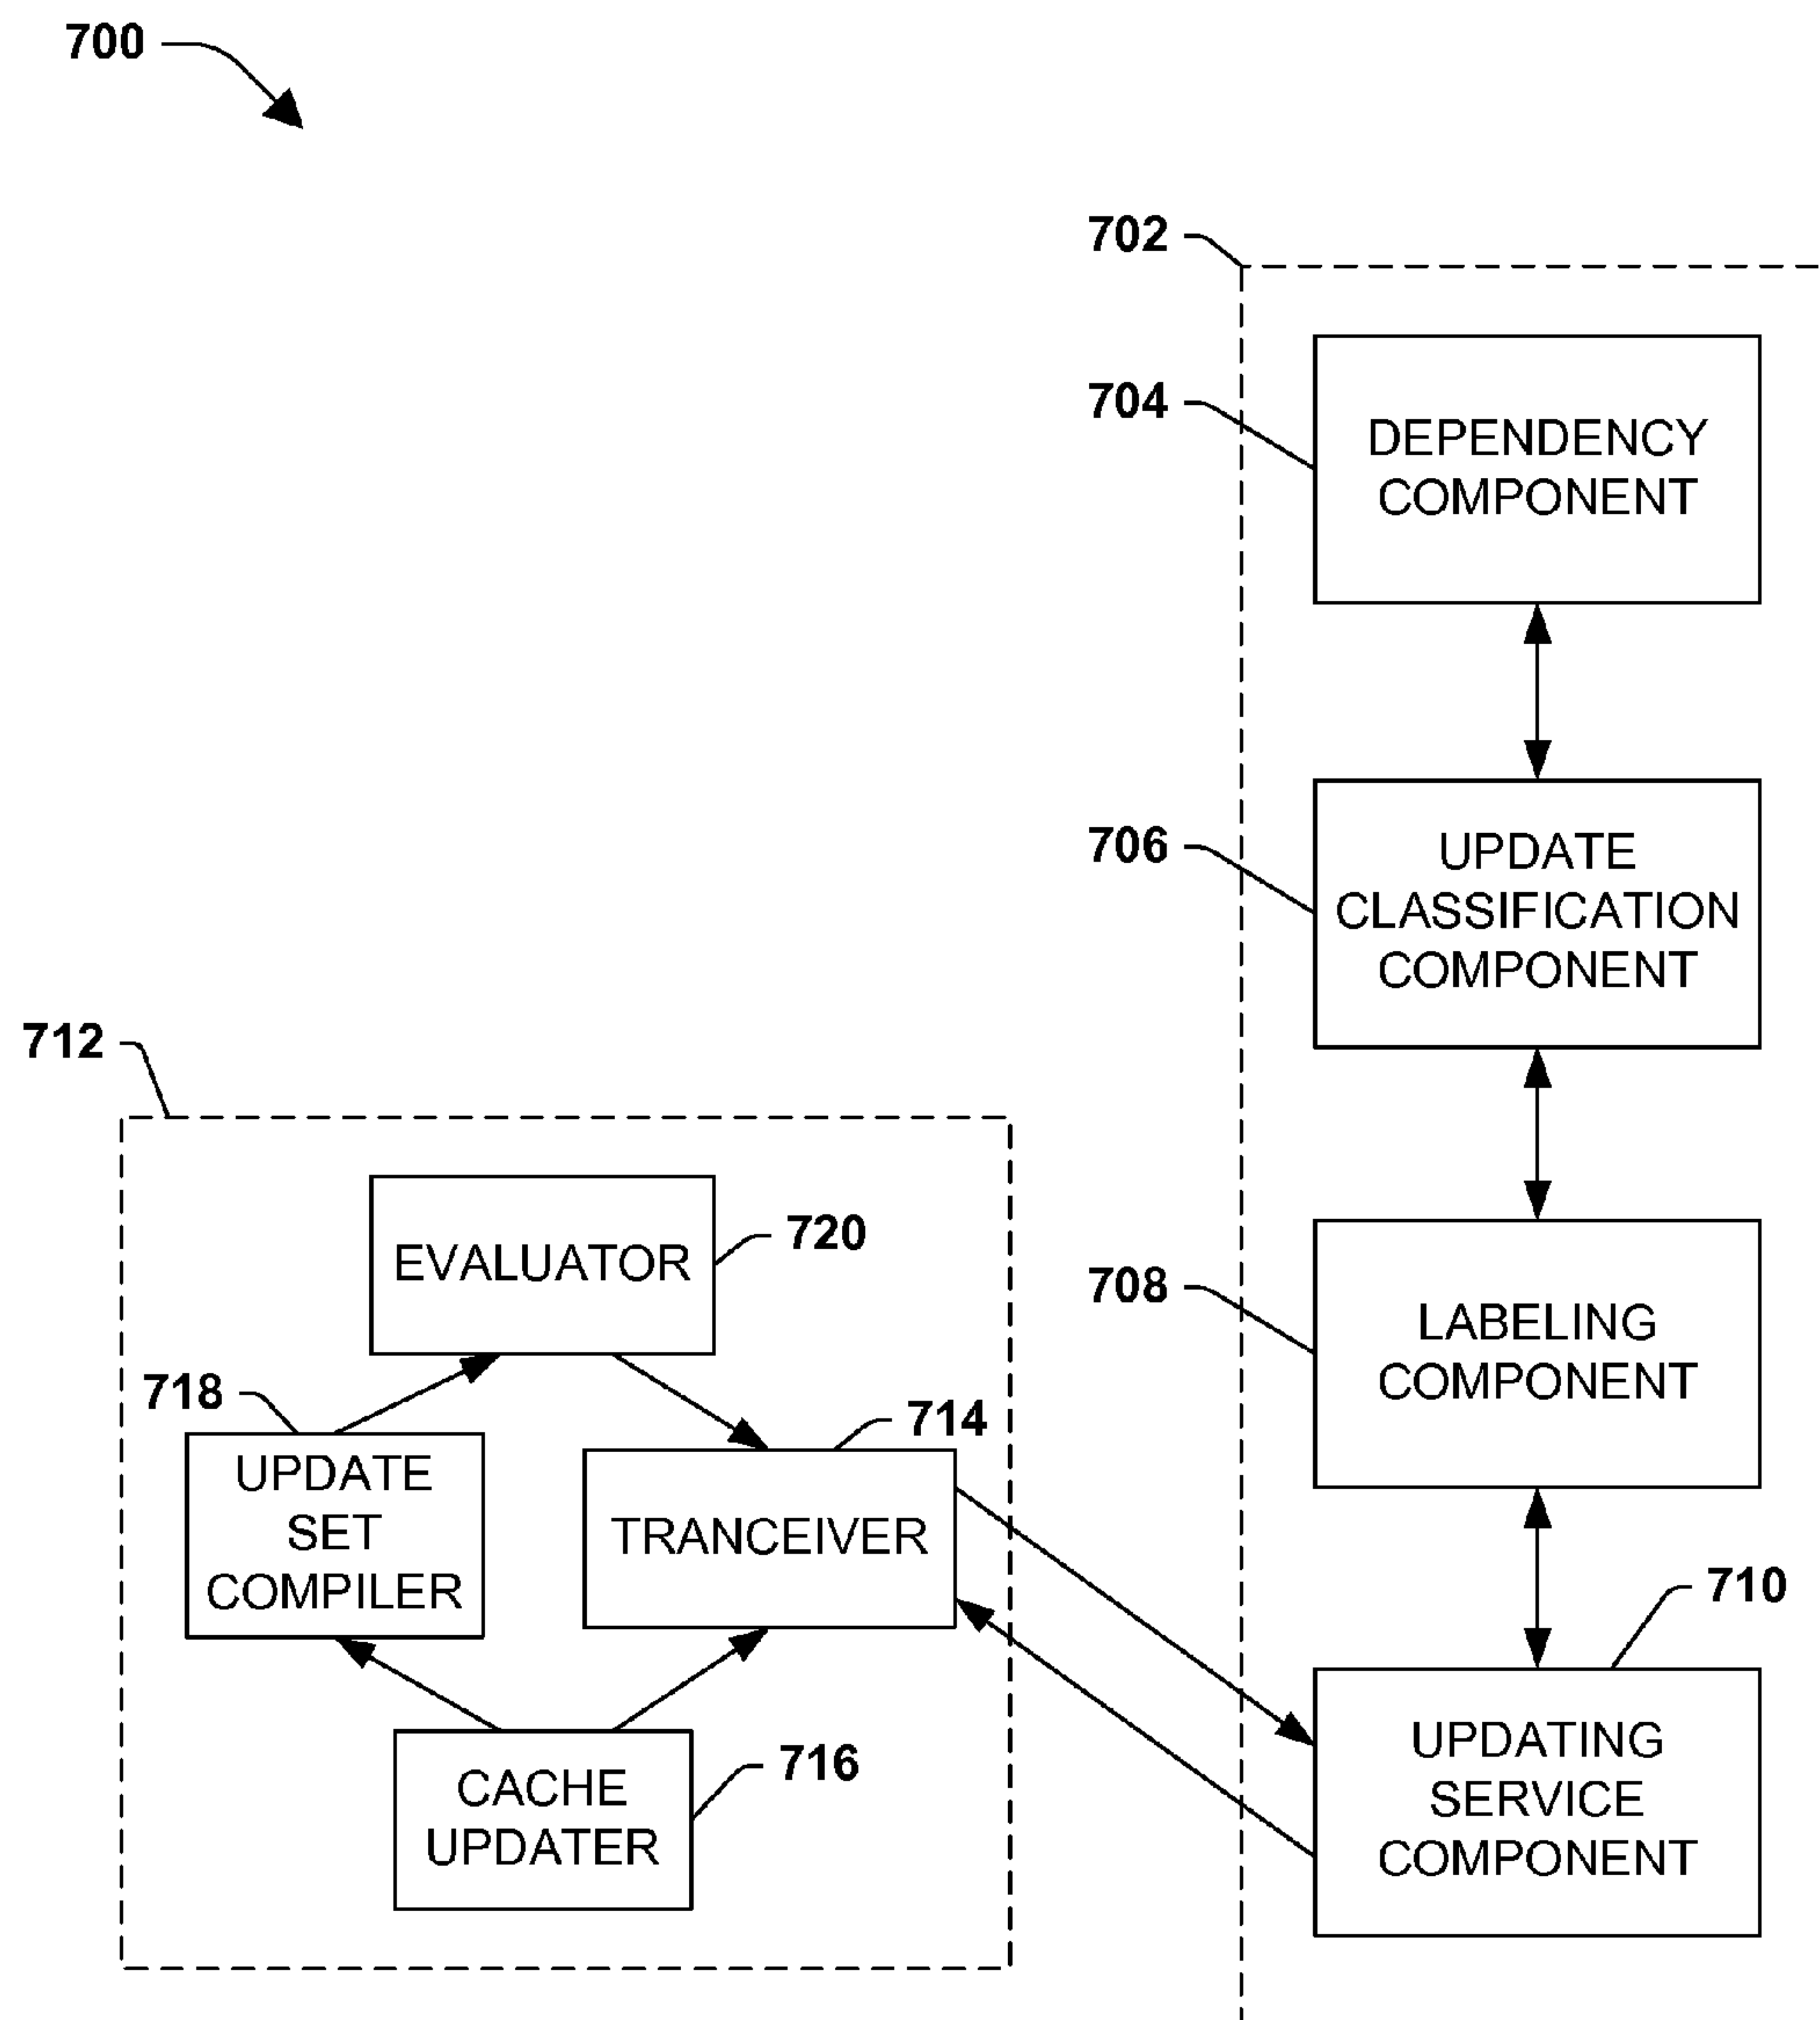 700
702
704
DEPENDENCY
COMPONENT
706
UPDATE
CLASSIFICATION
COMPONENT
712
720
EVALUATOR
708
LABELING
COMPONENT
718
714
UPDATE
SET
COMPILER
TRANCEIVER
710
716
CACHE
UPDATER
UPDATING
SERVICE
COMPONENT